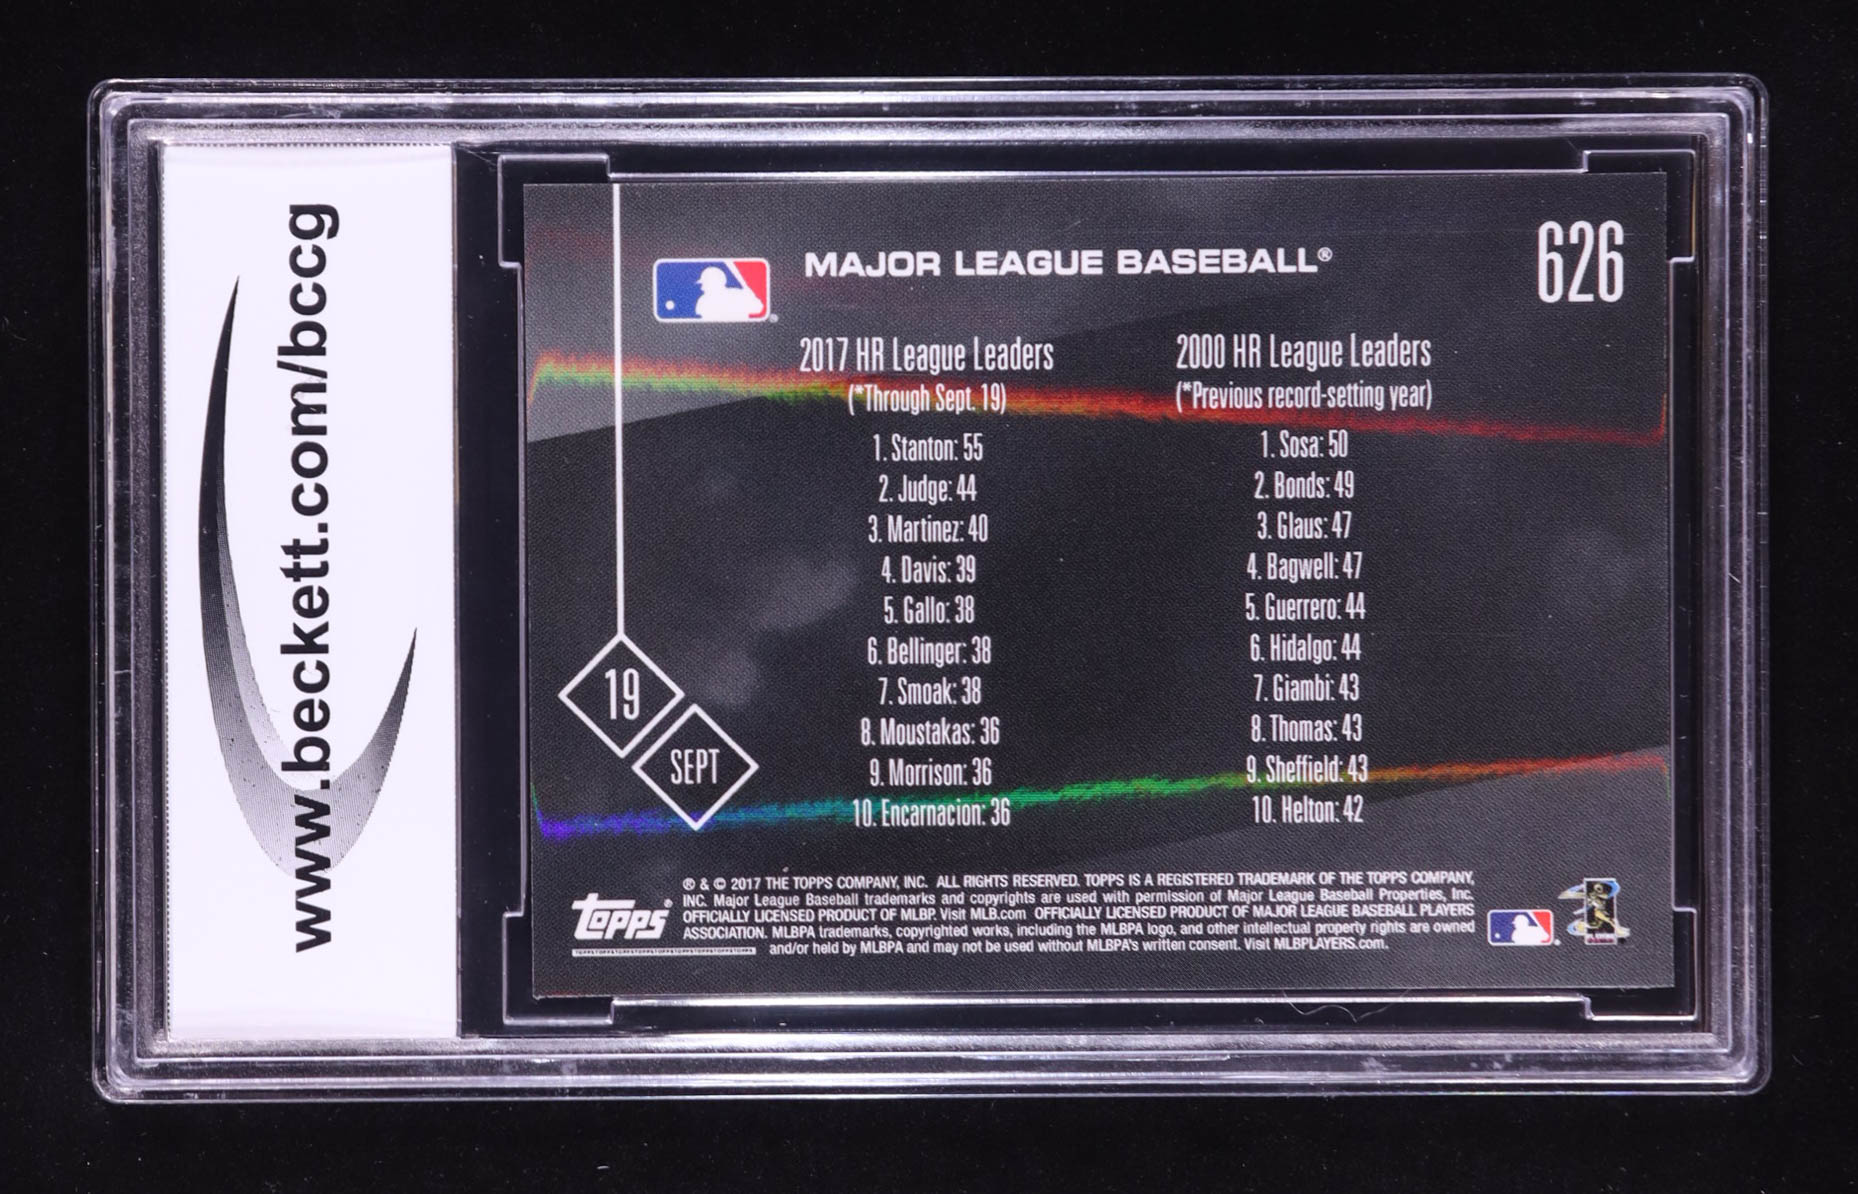 www.beckett.com/bccg
MAJOR LEAGUE BASEBALL®
626
2017 HR League Leaders
(*Through Sept. 19)
1. Stanton: 55
2. Judge: 44
3. Martinez: 40
4. Davis: 39
5. Gallo: 38
6. Bellinger: 38
7. Smoak: 38
8. Moustakas: 36
9. Morrison: 36
10. Encarnacion: 36
2000 HR League Leaders
(*Previous record-setting year)
1. Sosa: 50
2. Bonds: 49
3. Glaus: 47
4. Bagwell: 47
5. Guerrero: 44
6. Hidalgo: 44
7. Giambi: 43
8. Thomas: 43
9. Sheffield: 43
10. Helton: 42
19
SEPT
topps®
® & © 2017 THE TOPPS COMPANY, INC. ALL RIGHTS RESERVED. TOPPS IS A REGISTERED TRADEMARK OF THE TOPPS COMPANY,
INC. Major League Baseball trademarks and copyrights are used with permission of Major League Baseball Properties, Inc.
OFFICIALLY LICENSED PRODUCT OF MLBP. Visit MLB.com OFFICIALLY LICENSED PRODUCT OF MAJOR LEAGUE BASEBALL PLAYERS
ASSOCIATION. MLBPA trademarks, copyrighted works, including the MLBPA logo, and other intellectual property rights are owned
and/or held by MLBPA and may not be used without MLBPA's written consent. Visit MLBPLAYERS.com.